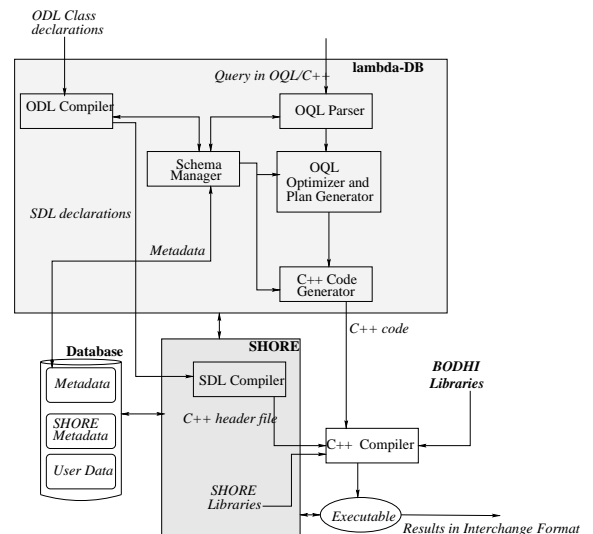 ODL Class
declarations
lambda-DB
Query in OQL/C++
ODL Compiler
OQL Parser
Schema
Manager
OQL
Optimizer and
Plan Generator
SDL declarations
Metadata
C++ Code
Generator
C++ code
Database
SHORE
Metadata
SDL Compiler
BODHI
Libraries
SHORE
Metadata
C++ header file
C++ Compiler
User Data
SHORE
Libraries
Executable
Results in Interchange Format